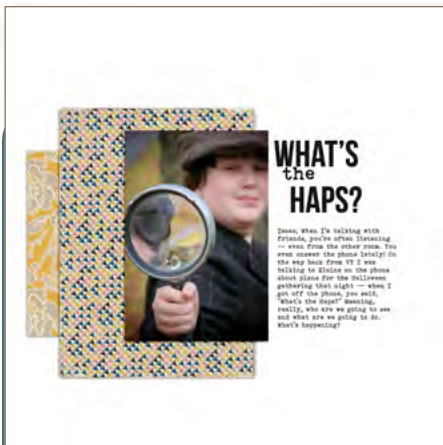 WHAT'S
the
HAPS?
Isaac, When I'm talking with
friends, you're often listening
-- even from the other room. You
even answer the phone lately! On
the way back from VT I was
talking to Elaine on the phone
about plans for the Halloween
gathering that night -- when I
got off the phone, you said,
"What's the Haps?" Meaning,
really, who are we going to see
and what are we going to do.
What's happening?